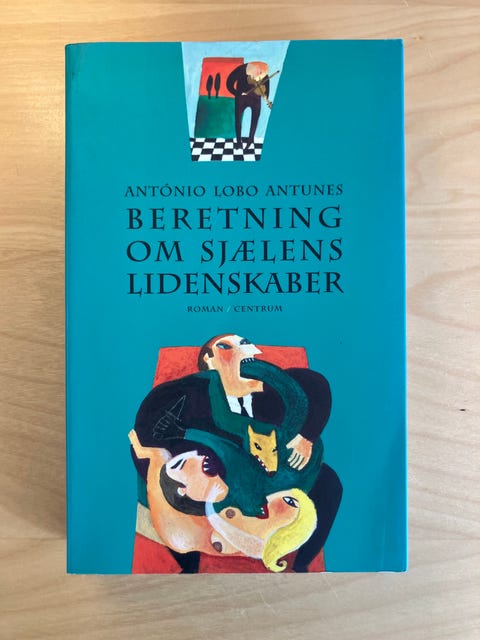 ANTÓNIO LOBO ANTUNES
BERETNING
OM SJÆLENS
LIDENSKABER
ROMAN / CENTRUM